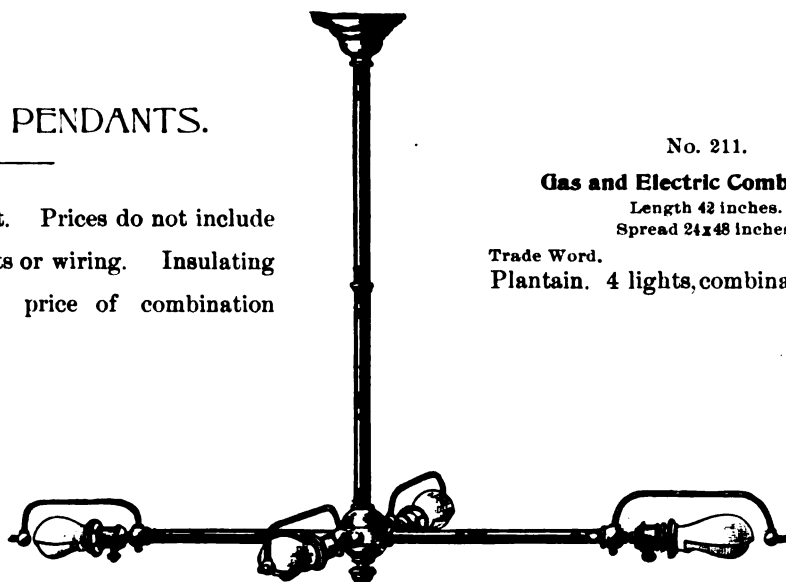 PENDANTS.
t. Prices do not include
ts or wiring. Insulating
price of combination
No. 211.
Gas and Electric Comb
Length 42 inches.
Spread 24x48 inches
Trade Word.
Plantain. 4 lights, combina